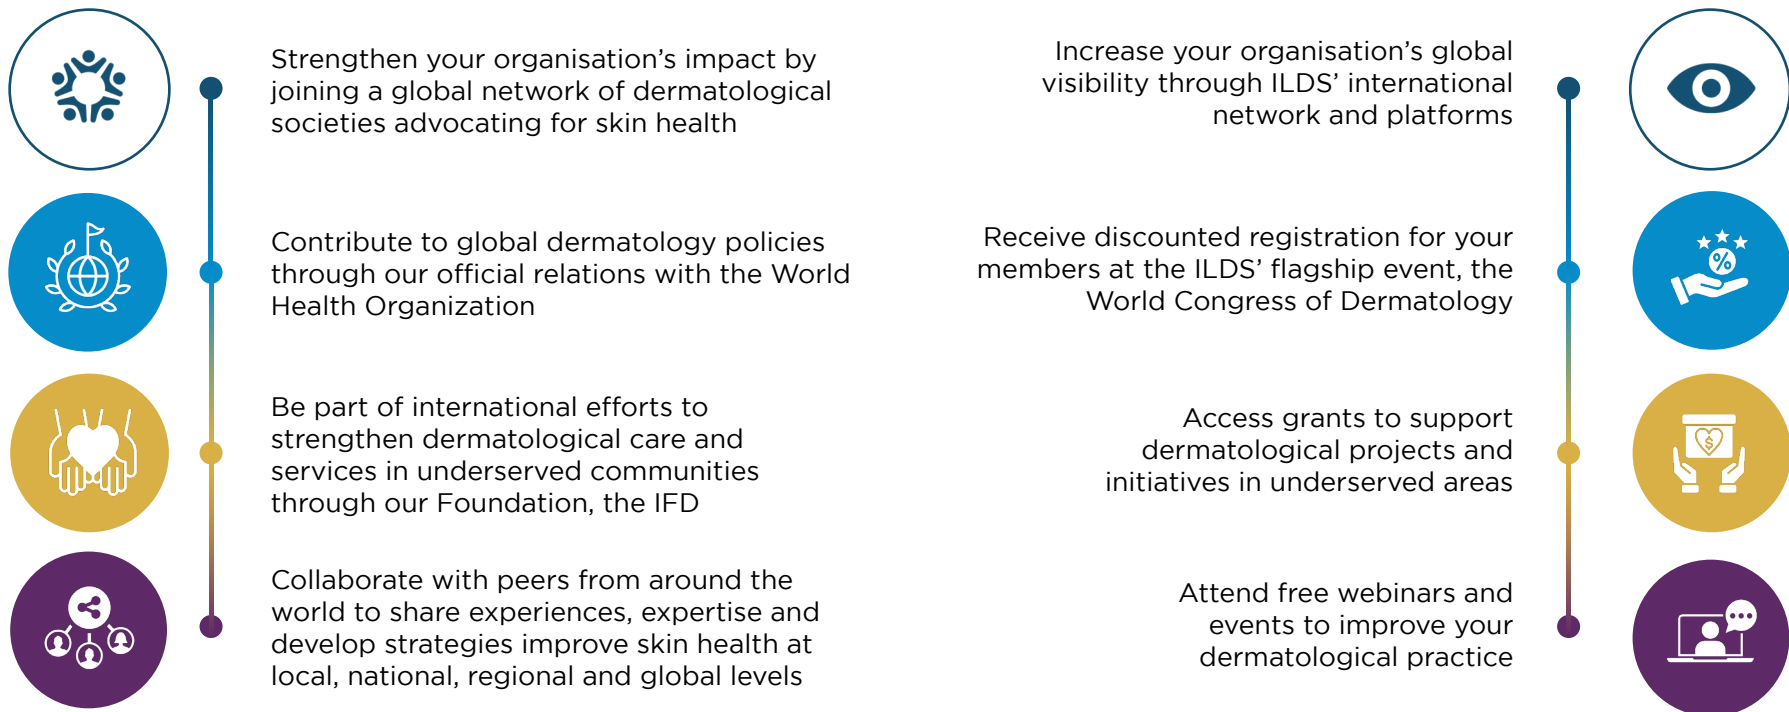 Strengthen your organisation’s impact by
joining a global network of dermatological
societies advocating for skin health
Contribute to global dermatology policies
through our official relations with the World
Health Organization
Be part of international efforts to
strengthen dermatological care and
services in underserved communities
through our Foundation, the IFD
Collaborate with peers from around the
world to share experiences, expertise and
develop strategies improve skin health at
local, national, regional and global levels
Increase your organisation’s global
visibility through ILDS’ international
network and platforms
Receive discounted registration for your
members at the ILDS’ flagship event, the
World Congress of Dermatology
%
Access grants to support
dermatological projects and
initiatives in underserved areas
$
Attend free webinars and
events to improve your
dermatological practice